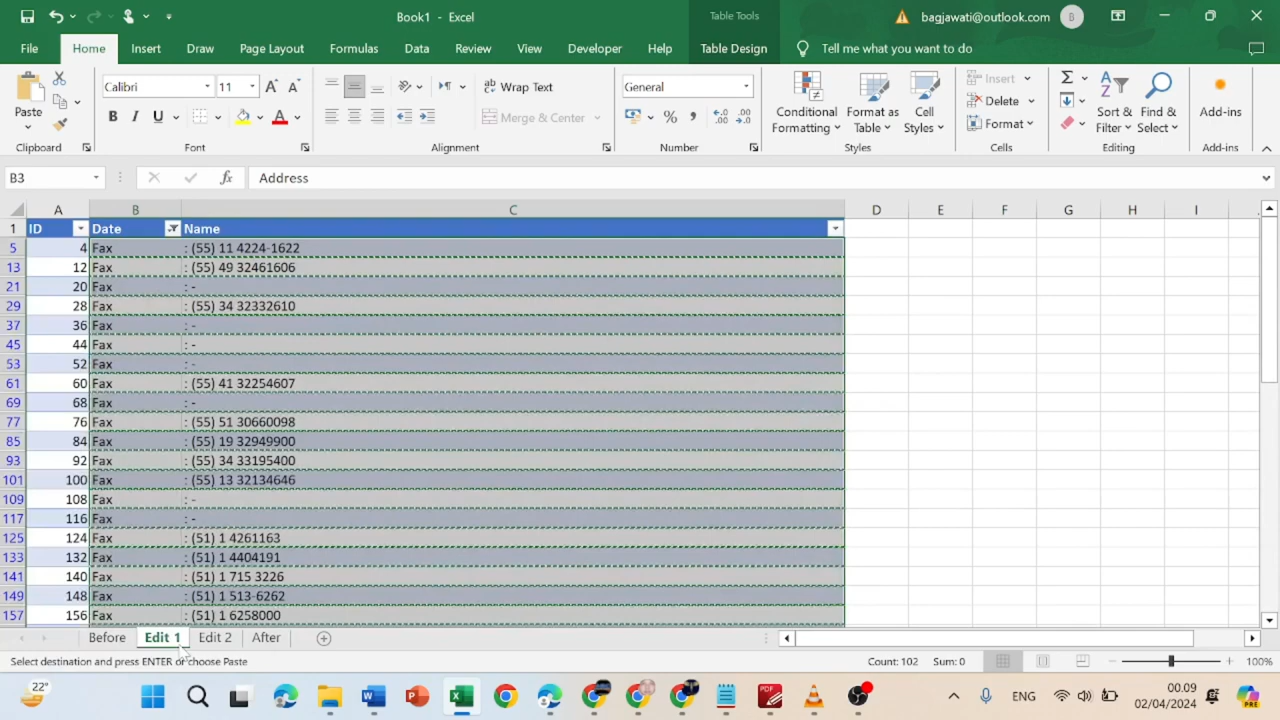 Book1 - Excel
Table Tools
bagjawati@outlook.com
B
File Home Insert Draw Page Layout Formulas Data Review View Developer Help Table Design Tell me what you want to do
Paste
Clipboard
Calibri 11
B I U
Font
Wrap Text
Merge & Center
Alignment
General
Number
Conditional Formatting
Format as Table
Cell Styles
Styles
Insert
Delete
Format
Cells
Sort & Filter
Find & Select
Editing
Add-ins
Add-ins
B3 fx Address
A B C D E F G H I
1 ID Date Name
5 4 Fax : (55) 11 4224-1622
13 12 Fax : (55) 49 32461606
21 20 Fax : -
29 28 Fax : (55) 34 32332610
37 36 Fax : -
45 44 Fax : -
53 52 Fax : -
61 60 Fax : (55) 41 32254607
69 68 Fax : -
77 76 Fax : (55) 51 30660098
85 84 Fax : (55) 19 32949900
93 92 Fax : (55) 34 33195400
101 100 Fax : (55) 13 32134646
109 108 Fax : -
117 116 Fax : -
125 124 Fax : (51) 1 4261163
133 132 Fax : (51) 1 4404191
141 140 Fax : (51) 1 715 3226
149 148 Fax : (51) 1 513-6262
157 156 Fax : (51) 1 6258000
Before Edit 1 Edit 2 After
Select destination and press ENTER or choose Paste Count: 102 Sum: 0 100%
22° ENG 00.09
02/04/2024
PRE